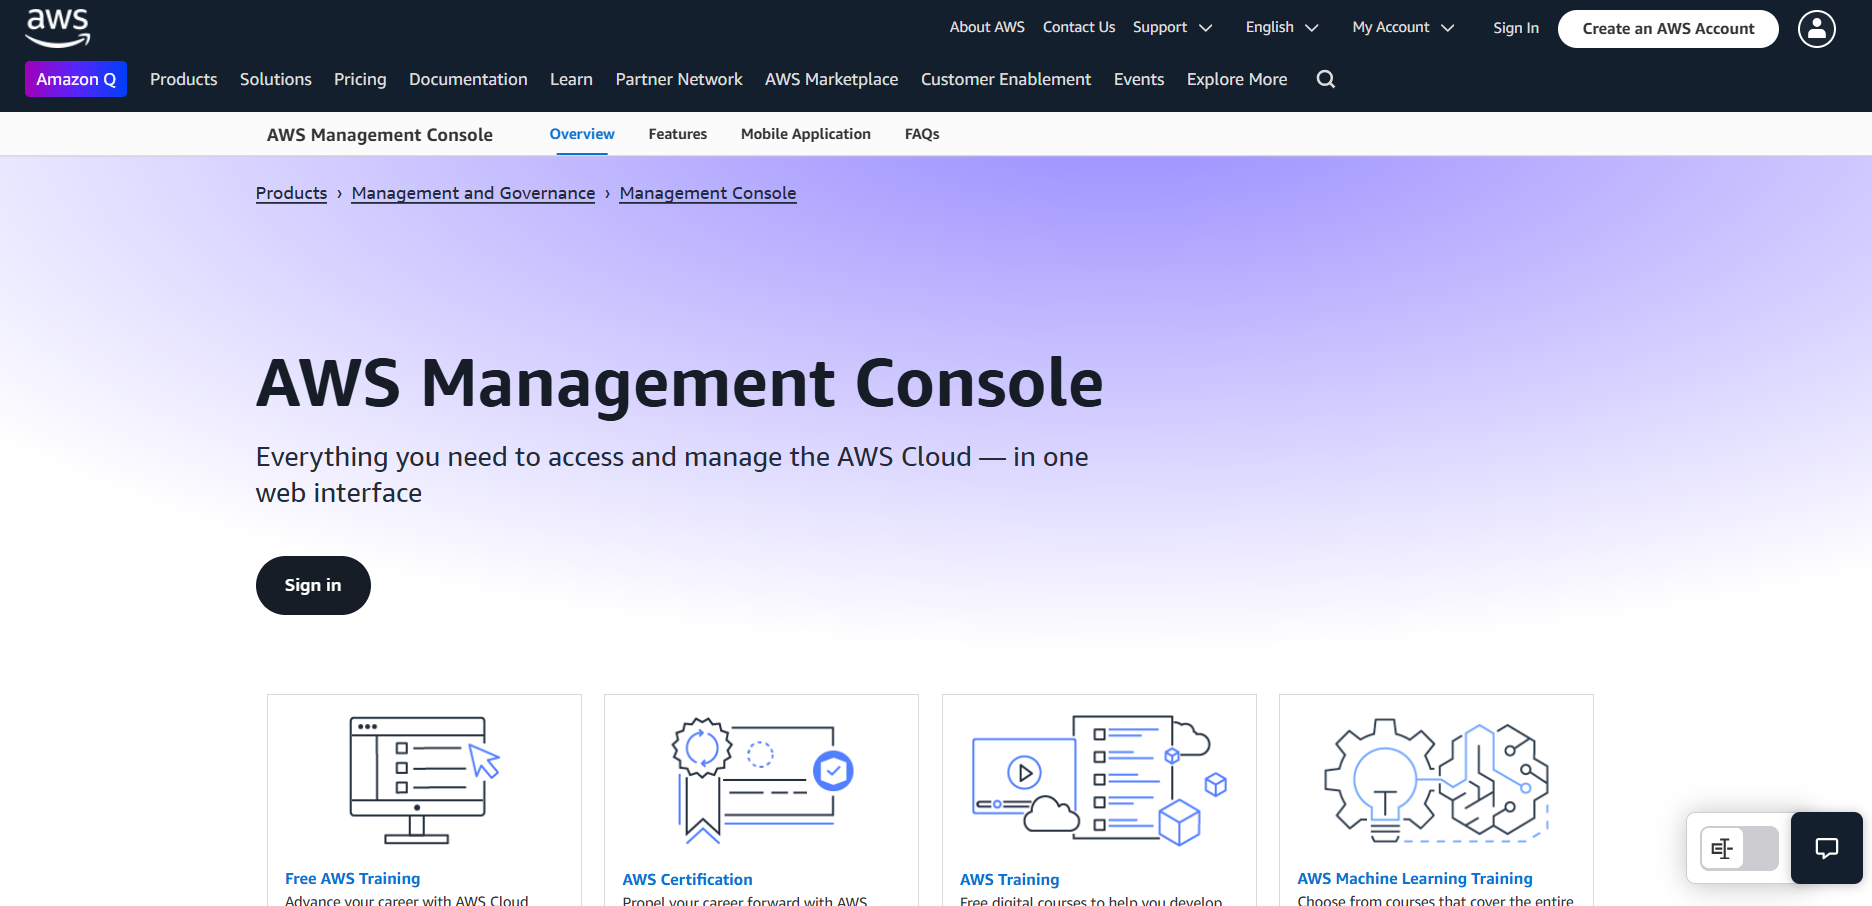 aws
About AWS Contact Us Support English My Account Sign In Create an AWS Account
Amazon Q Products Solutions Pricing Documentation Learn Partner Network AWS Marketplace Customer Enablement Events Explore More
AWS Management Console Overview Features Mobile Application FAQs
Products › Management and Governance › Management Console
AWS Management Console
Everything you need to access and manage the AWS Cloud — in one
web interface
Sign in
Free AWS Training
Advance your career with AWS Cloud
AWS Certification
Propel your career forward with AWS
AWS Training
Free digital courses to help you develop
AWS Machine Learning Training
Choose from courses that cover the entire